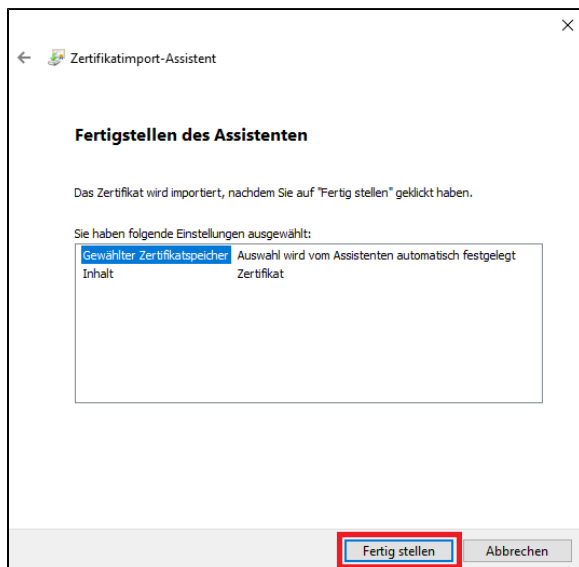 Zertifikatimport-Assistent
Fertigstellen des Assistenten
Das Zertifikat wird importiert, nachdem Sie auf "Fertig stellen" geklickt haben.
Sie haben folgende Einstellungen ausgewählt:
Gewählter Zertifikatspeicher Auswahl wird vom Assistenten automatisch festgelegt
Inhalt Zertifikat
Fertig stellen Abbrechen